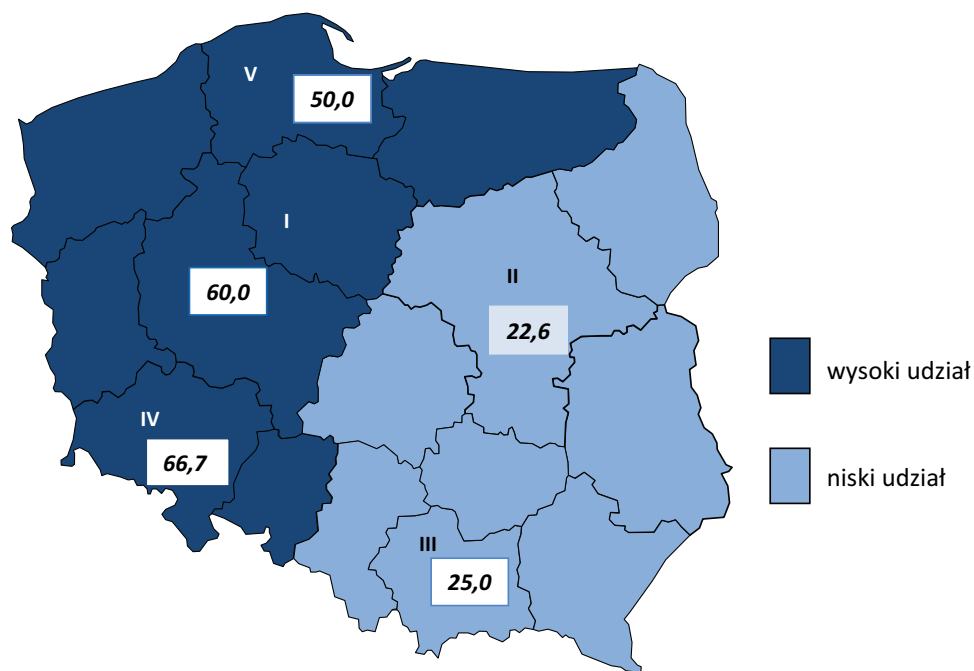 V
50,0
I
60,0
II
22,6
wysoki udział
IV
66,7
niski udział
III
25,0